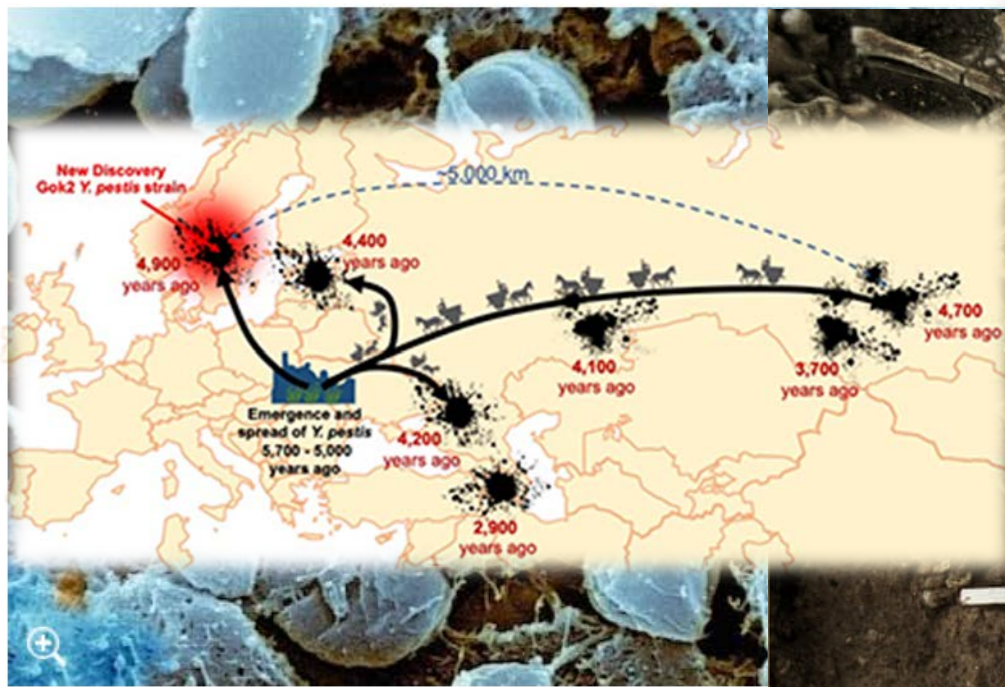 New Discovery
Gok2 Y. pestis strain
~5,000 km
4,900
years ago
4,400
years ago
4,700
years ago
4,100
years ago
3,700
years ago
Emergence and
spread of Y. pestis
5,700 - 5,000
years ago
4,200
years ago
2,900
years ago